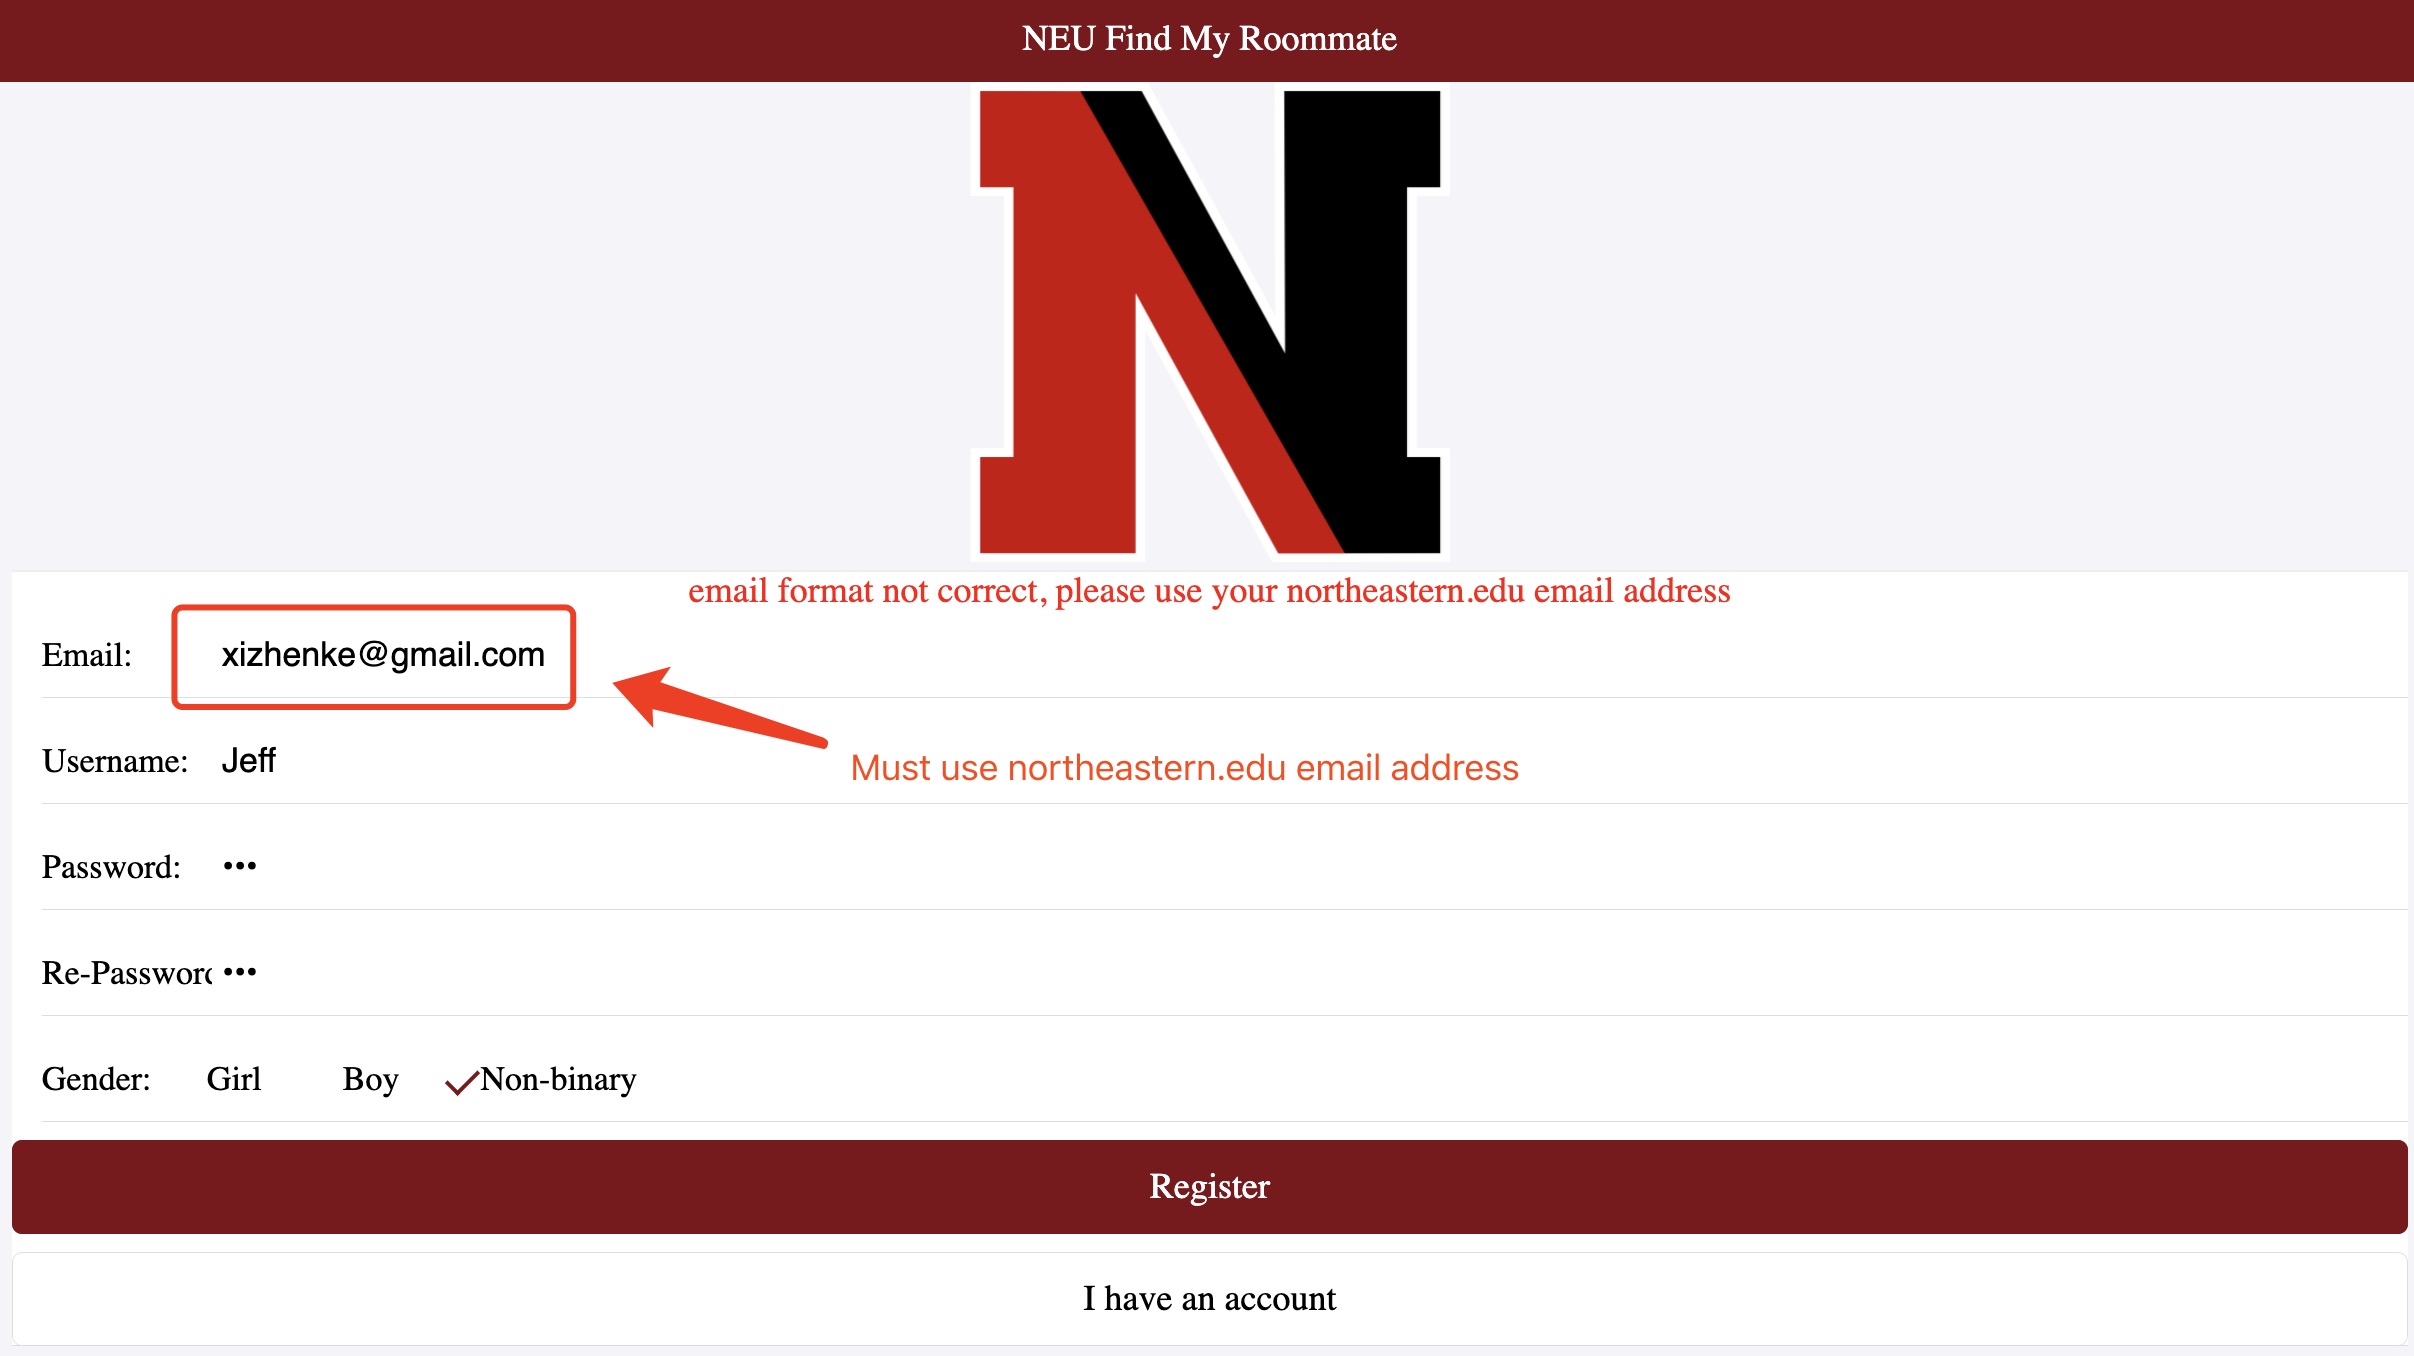 NEU Find My Roommate
N
email format not correct, please use your northeastern.edu email address
Email: xizhenke@gmail.com
Username: Jeff
Must use northeastern.edu email address
Password: •••
Re-Password •••
Gender: Girl Boy Non-binary
Register
I have an account